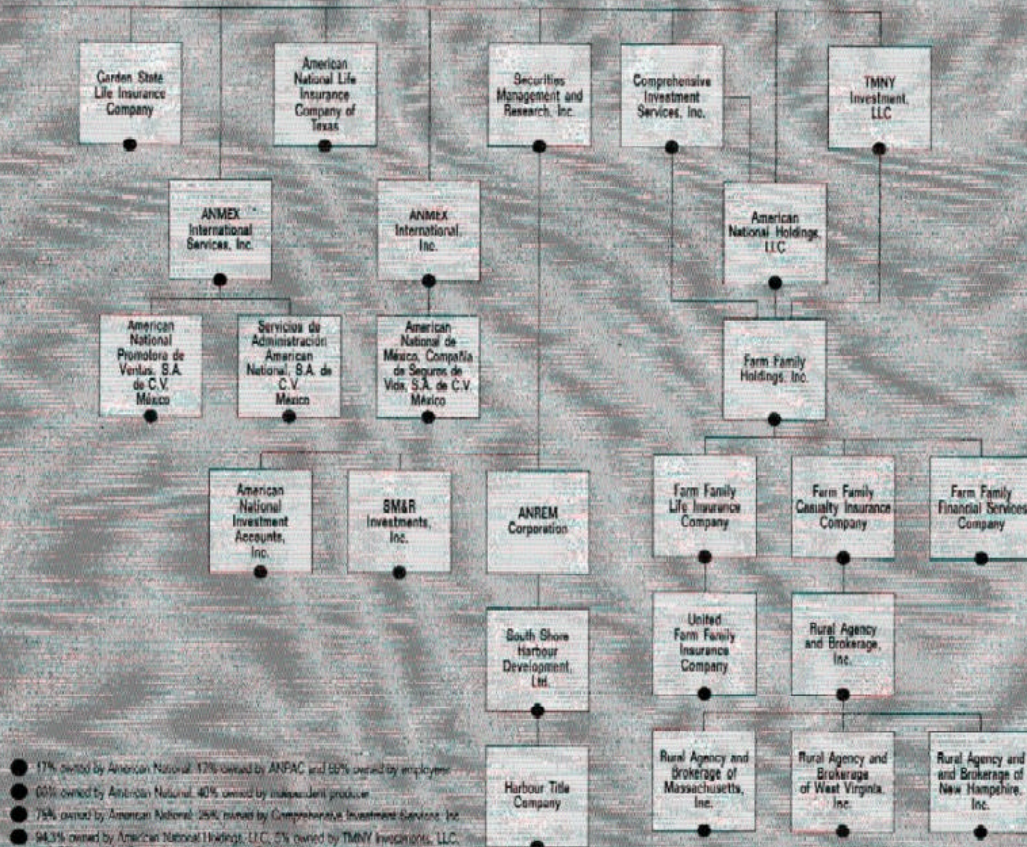 Garden State
Life Insurance
Company
American
National Life
Insurance
Company of
Texas
Securities
Management and
Research, Inc.
Comprehensive
Investment
Services, Inc.
TMNY
Investment,
LLC
ANMEX
International
Services, Inc.
ANMEX
International,
Inc.
American
National Holdings,
LLC
American
National
Promotora de
Ventas, S.A.
de C.V.
México
Servicios de
Administración
American
National, S.A. de
C.V.
México
American
National de
México, Compañía
de Seguros de
Vida, S.A. de C.V.
México
Farm Family
Holdings, Inc.
American
National
Investment
Accounts,
Inc.
SM&R
Investments,
Inc.
ANREM
Corporation
Farm Family
Life Insurance
Company
Farm Family
Casualty Insurance
Company
Farm Family
Financial Services
Company
South Shore
Harbour
Development,
Ltd.
United
Farm Family
Insurance
Company
Rural Agency
and Brokerage,
Inc.
Harbour Title
Company
Rural Agency and
Brokerage of
Massachusetts,
Inc.
Rural Agency and
Brokerage
of West Virginia,
Inc.
Rural Agency and
and Brokerage of
New Hampshire,
Inc.
17% owned by American National, 17% owned by ANPAC and owned by employees
owned by American National, 40% owned by independent producer
75% owned by American National, 25% owned by Comprehensive Investment Services, Inc.
owned by American National Holdings, LLC, 5% owned by TMNY Investments, LLC.